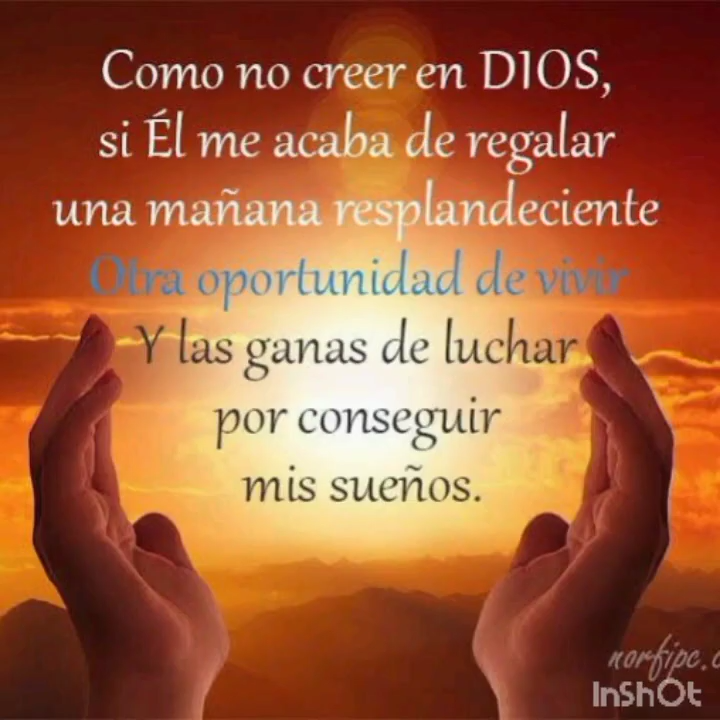 Como no creer en DIOS,
si Él me acaba de regalar
una mañana resplandeciente
Otra oportunidad de vivir
Y las ganas de luchar
por conseguir
mis sueños.
norfipc.c
InShOt